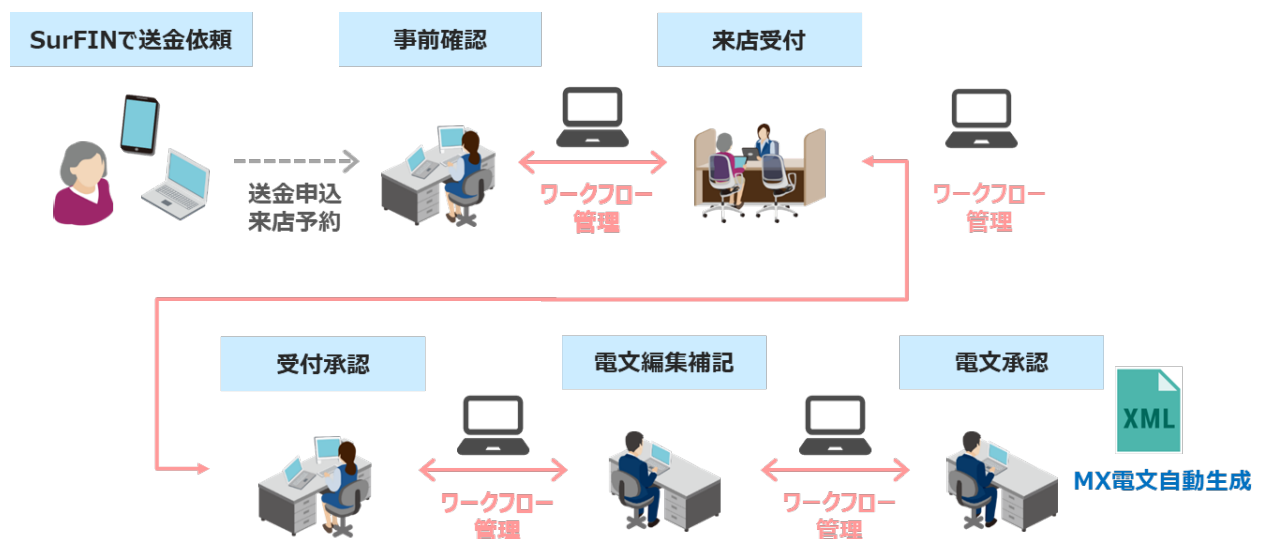 SurFINで送金依頼
事前確認
来店受付
送金申込
来店予約
ワークフロー
管理
ワークフロー
管理
受付承認
電文編集補記
電文承認
XML
MX電文自動生成
ワークフロー
管理
ワークフロー
管理